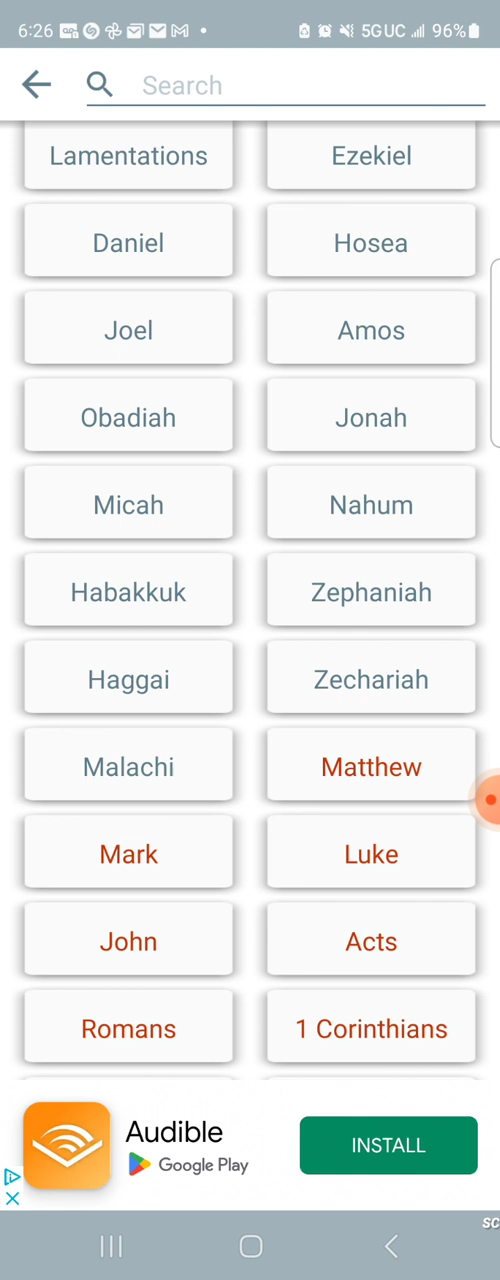 6:26 5GUC 96%
Search
Lamentations Ezekiel
Daniel Hosea
Joel Amos
Obadiah Jonah
Micah Nahum
Habakkuk Zephaniah
Haggai Zechariah
Malachi Matthew
Mark Luke
John Acts
Romans 1 Corinthians
Audible
Google Play
INSTALL
SC